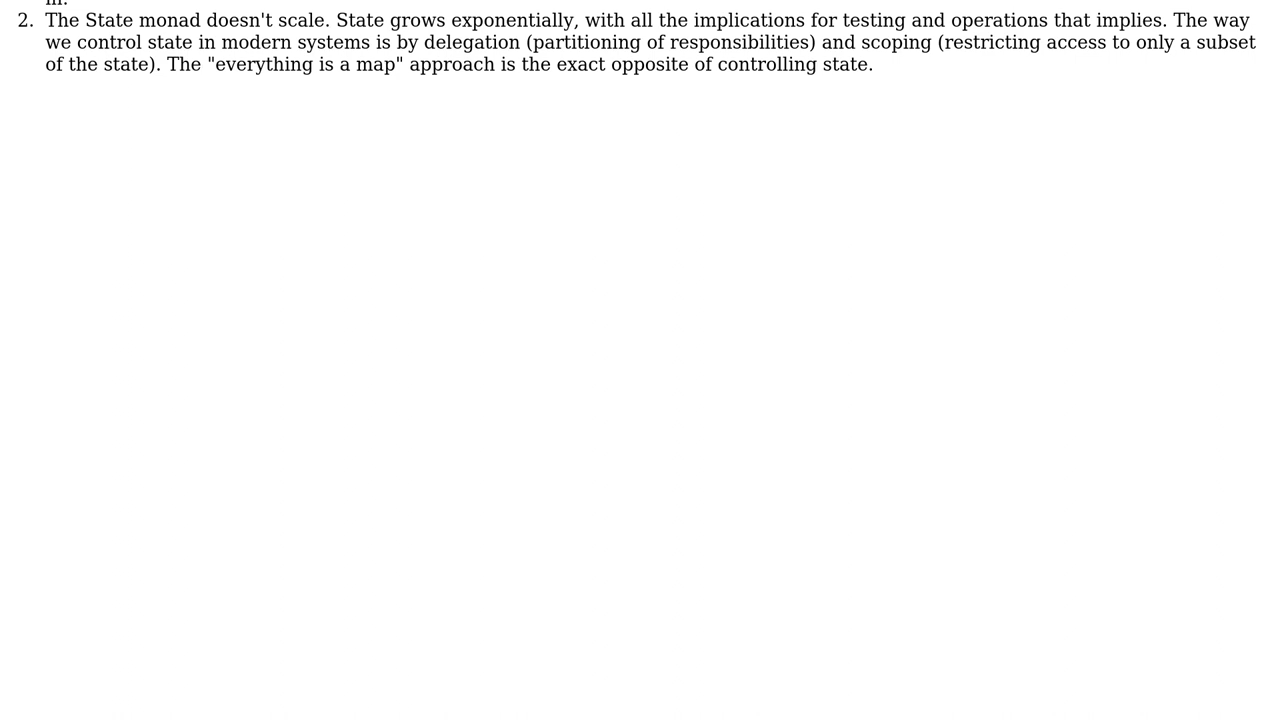 2. The State monad doesn't scale. State grows exponentially, with all the implications for testing and operations that implies. The way
we control state in modern systems is by delegation (partitioning of responsibilities) and scoping (restricting access to only a subset
of the state). The "everything is a map" approach is the exact opposite of controlling state.